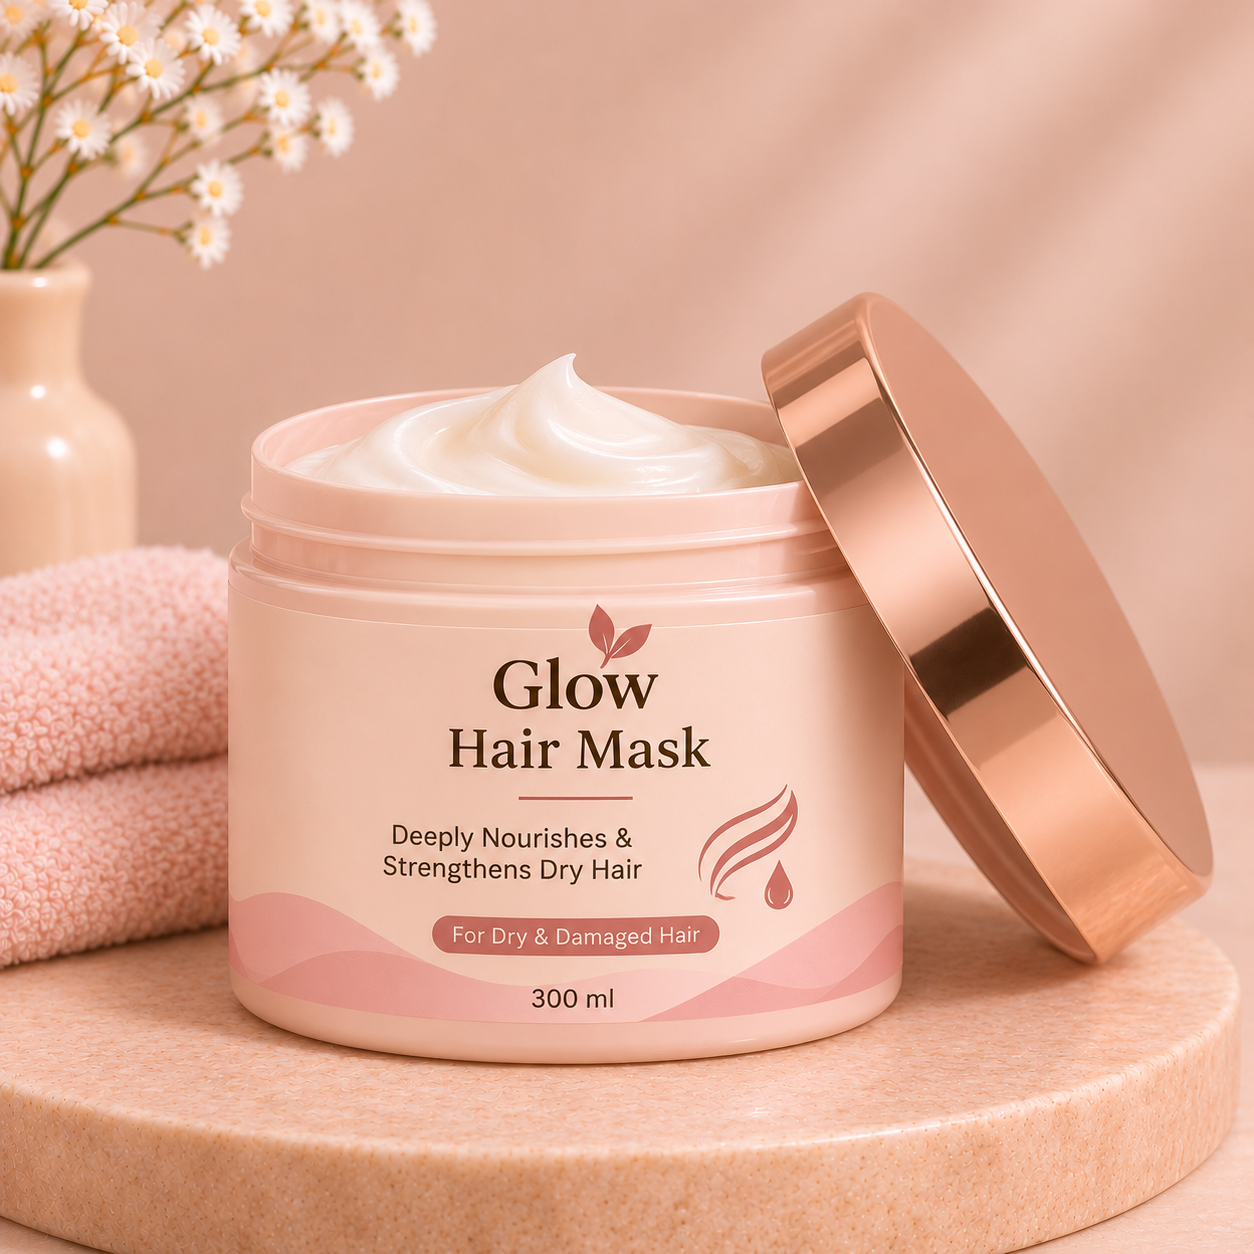 Glow
Hair Mask
Deeply Nourishes &
Strengthens Dry Hair
For Dry & Damaged Hair
300 ml